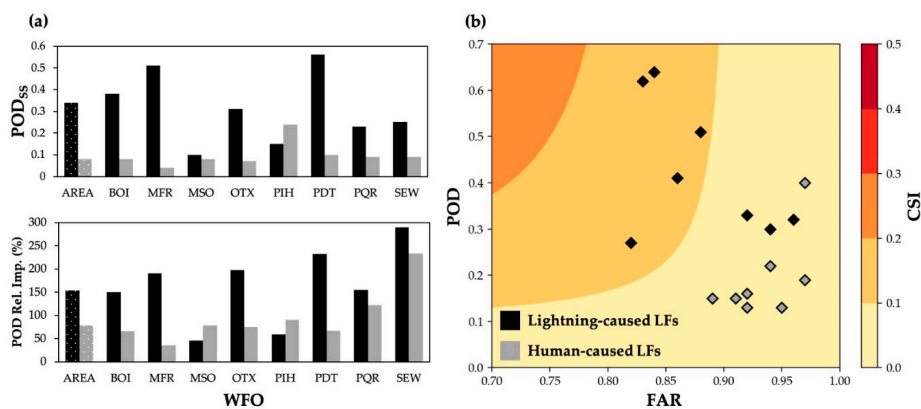 (a)
POD_SS
0.6
0.5
0.4
0.3
0.2
0.1
0
AREA BOI MFR MSO OTX PIH PDT PQR SEW
POD Rel. Imp. (%)
300
250
200
150
100
50
0
AREA BOI MFR MSO OTX PIH PDT PQR SEW
WFO
(b)
POD
0.7
0.6
0.5
0.4
0.3
0.2
0.1
0.0
Lightning-caused LFs
Human-caused LFs
0.70 0.75 0.80 0.85 0.90 0.95 1.00
FAR
0.5
0.4
0.3
0.2
0.1
0.0
CSI